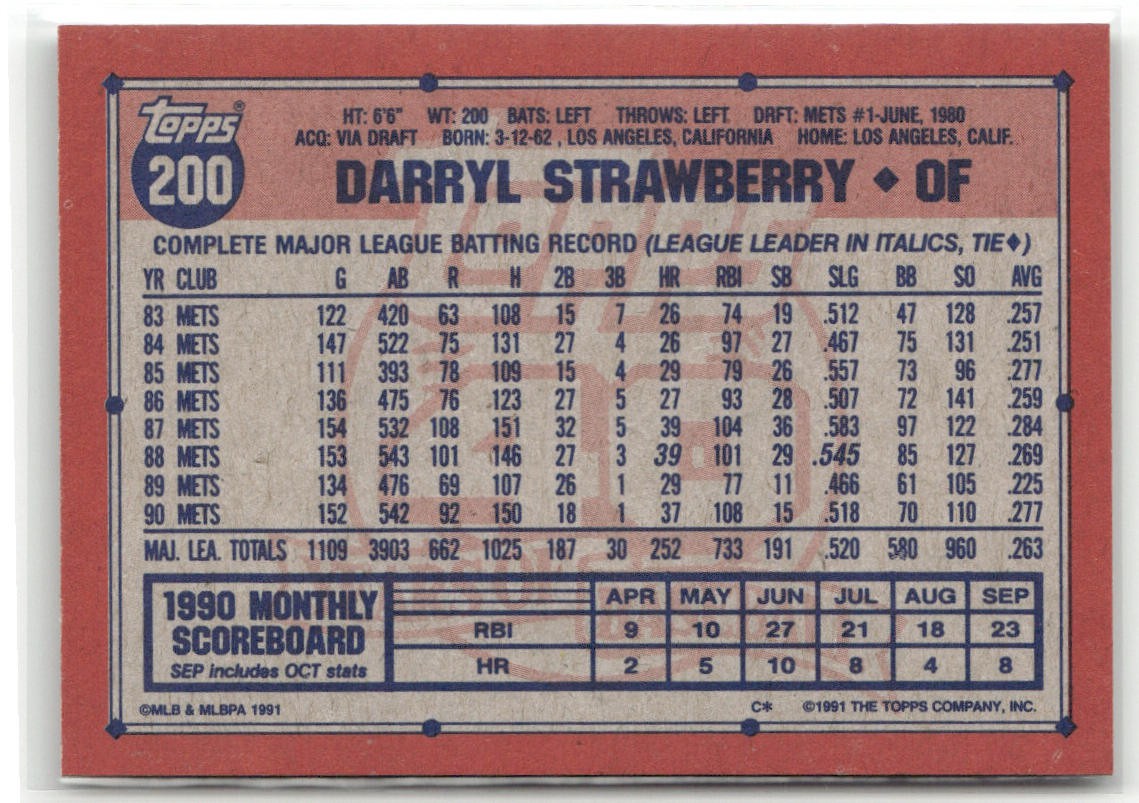 topps®
200
HT: 6'6" WT: 200 BATS: LEFT THROWS: LEFT DRFT: METS #1-JUNE, 1980
ACQ: VIA DRAFT BORN: 3-12-62 , LOS ANGELES, CALIFORNIA HOME: LOS ANGELES, CALIF.
DARRYL STRAWBERRY ◆ OF
COMPLETE MAJOR LEAGUE BATTING RECORD (LEAGUE LEADER IN ITALICS, TIE◆)
YR CLUB G AB R H 2B 3B HR RBI SB SLG BB SO AVG
83 METS 122 420 63 108 15 7 26 74 19 .512 47 128 .257
84 METS 147 522 75 131 27 4 26 97 27 .467 75 131 .251
85 METS 111 393 78 109 15 4 29 79 26 .557 73 96 .277
86 METS 136 475 76 123 27 5 27 93 28 .507 72 141 .259
87 METS 154 532 108 151 32 5 39 104 36 .583 97 122 .284
88 METS 153 543 101 146 27 3 39 101 29 .545 85 127 .269
89 METS 134 476 69 107 26 1 29 77 11 .466 61 105 .225
90 METS 152 542 92 150 18 1 37 108 15 .518 70 110 .277
MAJ. LEA. TOTALS 1109 3903 662 1025 187 30 252 733 191 .520 580 960 .263
1990 MONTHLY
SCOREBOARD
SEP includes OCT stats
APR MAY JUN JUL AUG SEP
RBI 9 10 27 21 18 23
HR 2 5 10 8 4 8
©MLB & MLBPA 1991 C* ©1991 THE TOPPS COMPANY, INC.